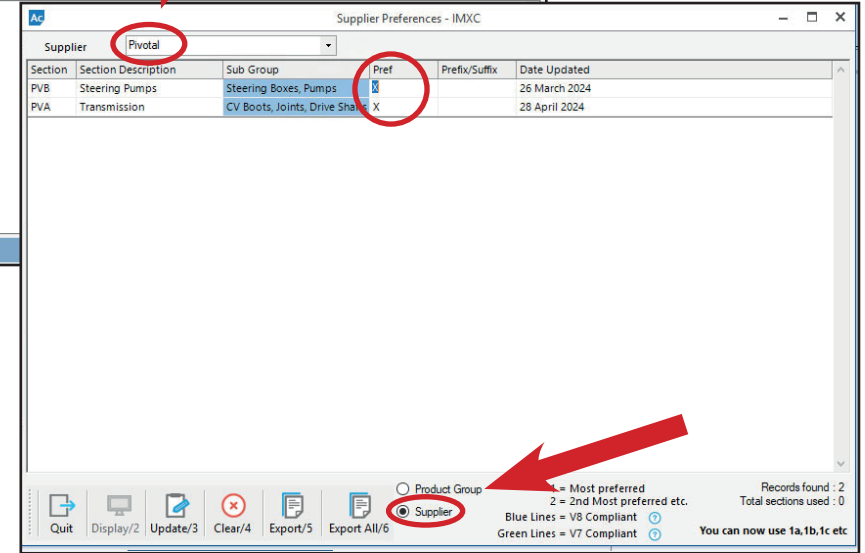 Ac Supplier Preferences - IMXC
Supplier Pivotal
Section Section Description Sub Group Pref Prefix/Suffix Date Updated
PVB Steering Pumps Steering Boxes, Pumps X 26 March 2024
PVA Transmission CV Boots, Joints, Drive Shafts X 28 April 2024
Product Group
Supplier
= Most preferred
2 = 2nd Most preferred etc.
Blue Lines = V8 Compliant ?
Green Lines = V7 Compliant ?
Records found : 2
Total sections used : 0
You can now use 1a,1b,1c etc
Quit Display/2 Update/3 Clear/4 Export/5 Export All/6